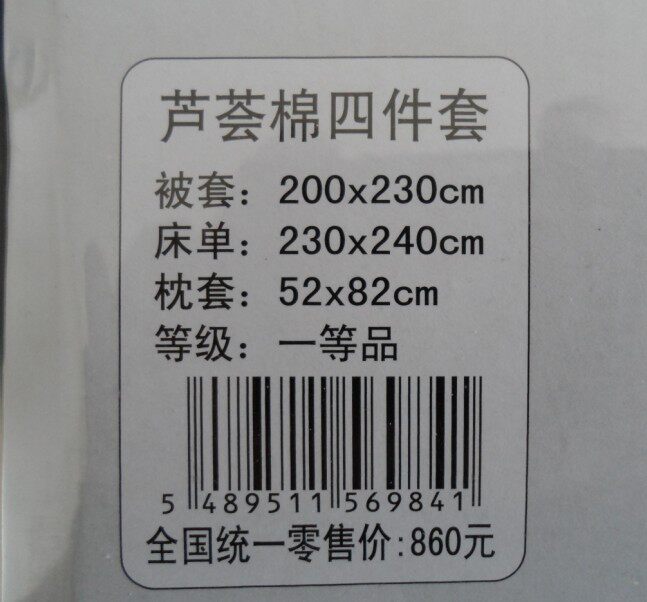 芦荟棉四件套
被套：200x230cm
床单：230x240cm
枕套：52x82cm
等级：一等品
5 489511 569841
全国统一零售价:860元